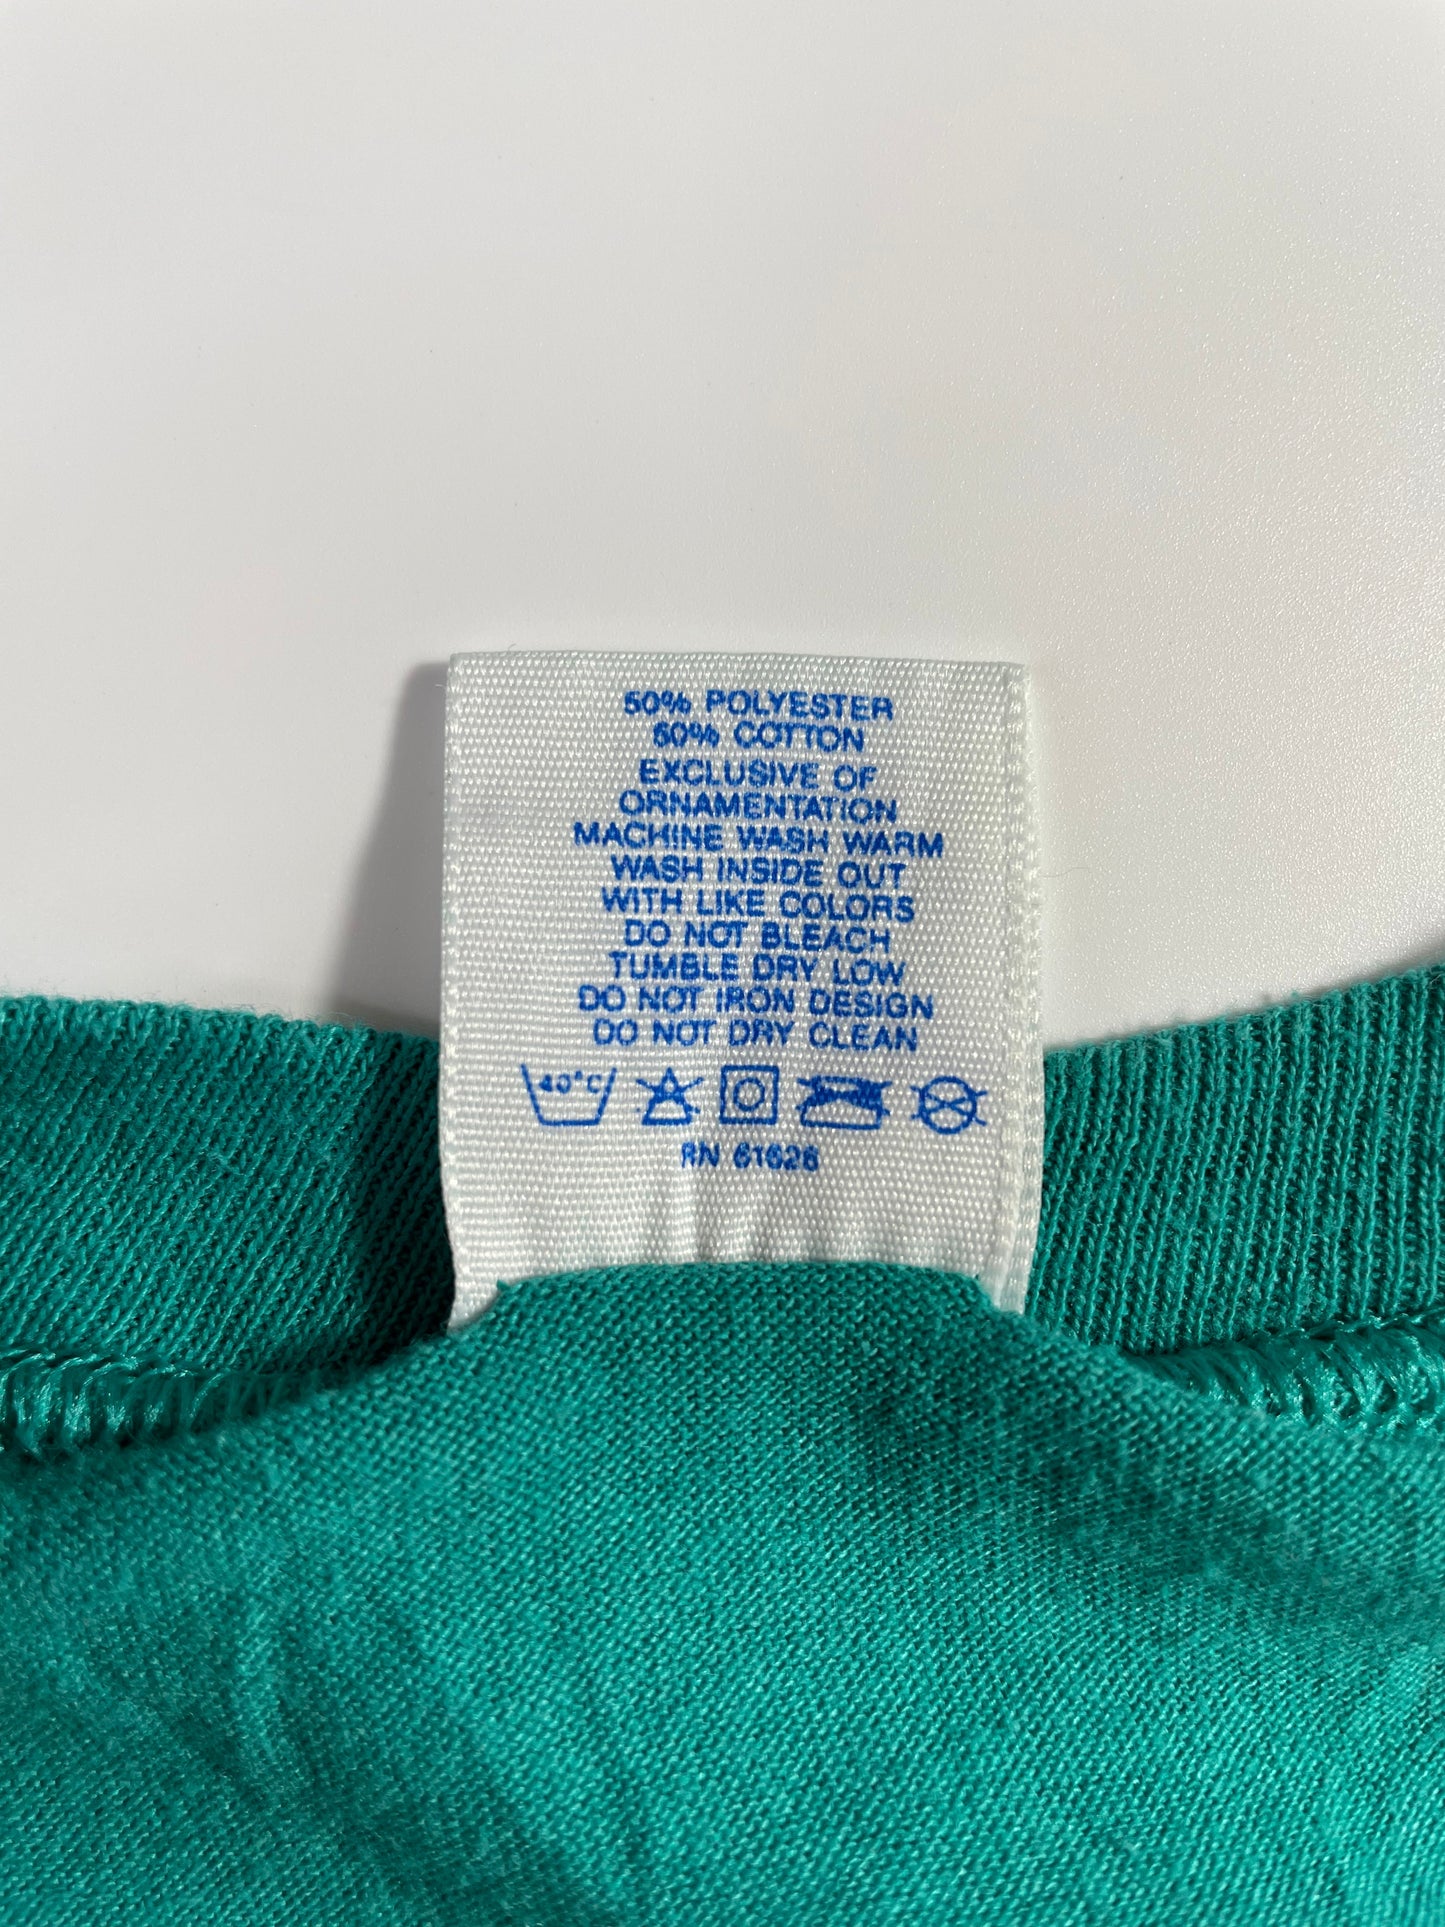 50% POLYESTER
50% COTTON
EXCLUSIVE OF
ORNAMENTATION
MACHINE WASH WARM
WASH INSIDE OUT
WITH LIKE COLORS
DO NOT BLEACH
TUMBLE DRY LOW
DO NOT IRON DESIGN
DO NOT DRY CLEAN
40°C
RN 61628